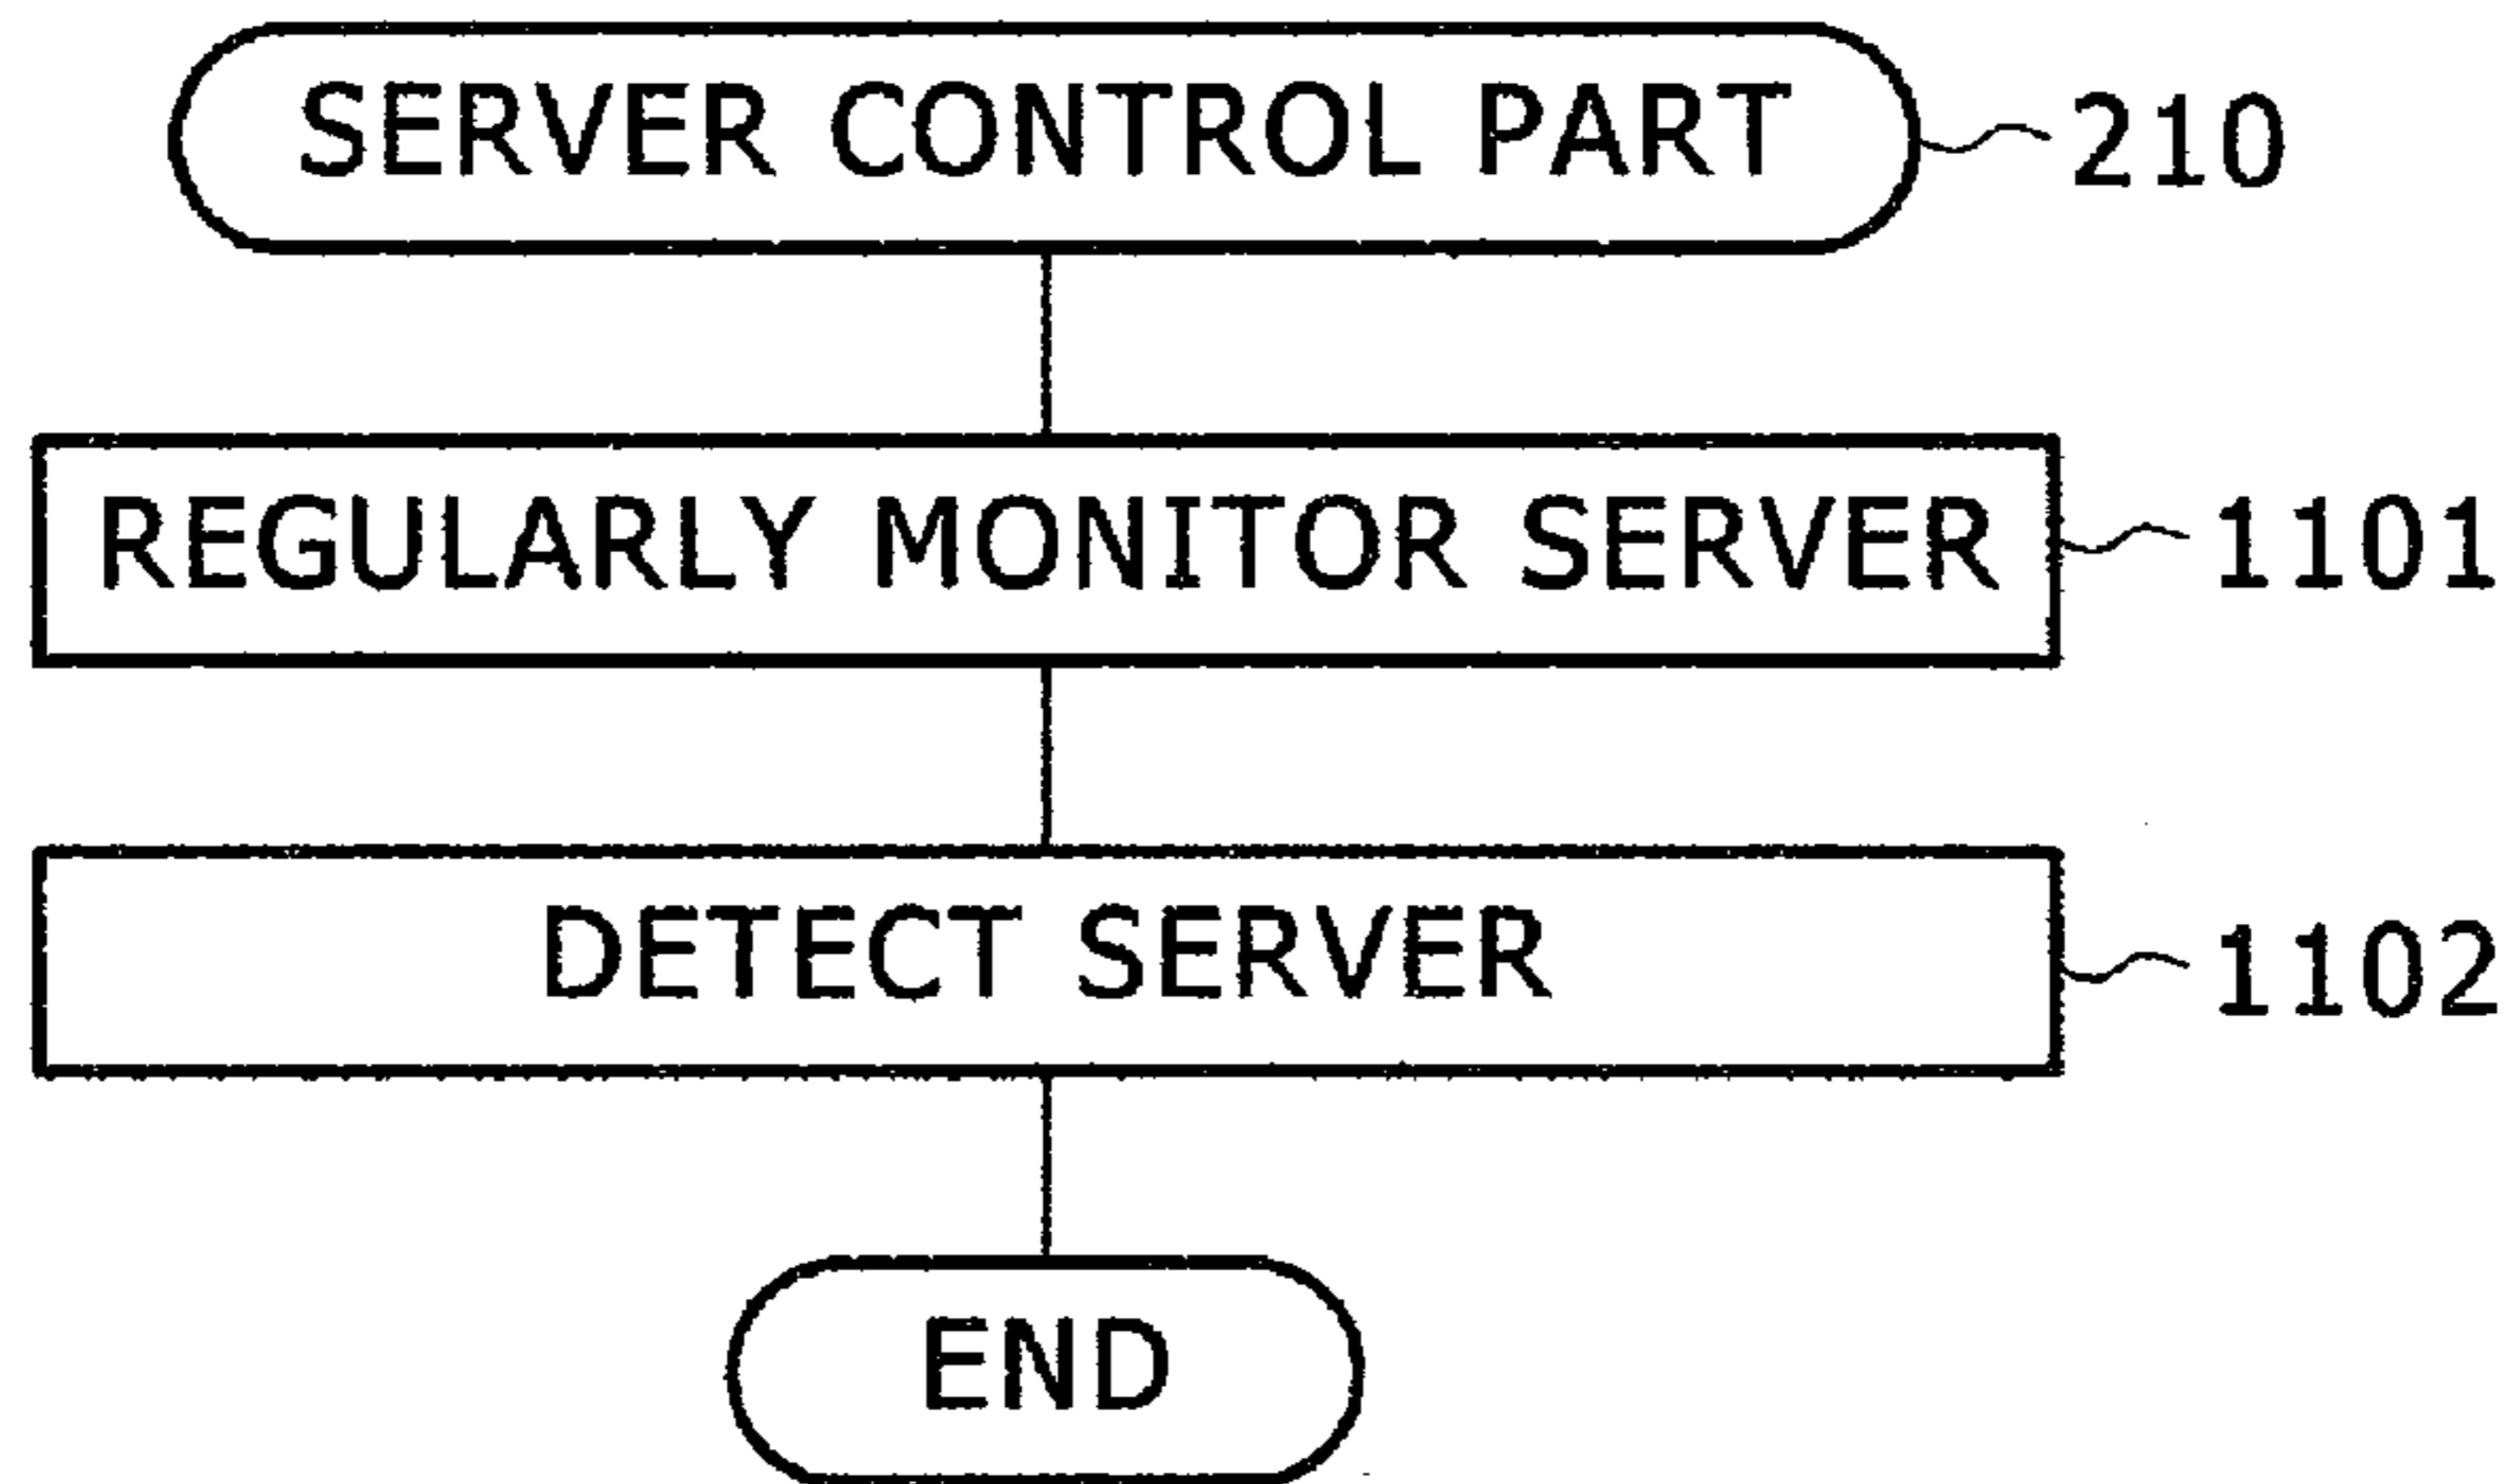 SERVER CONTROL PART 210
REGULARLY MONITOR SERVER 1101
DETECT SERVER 1102
END